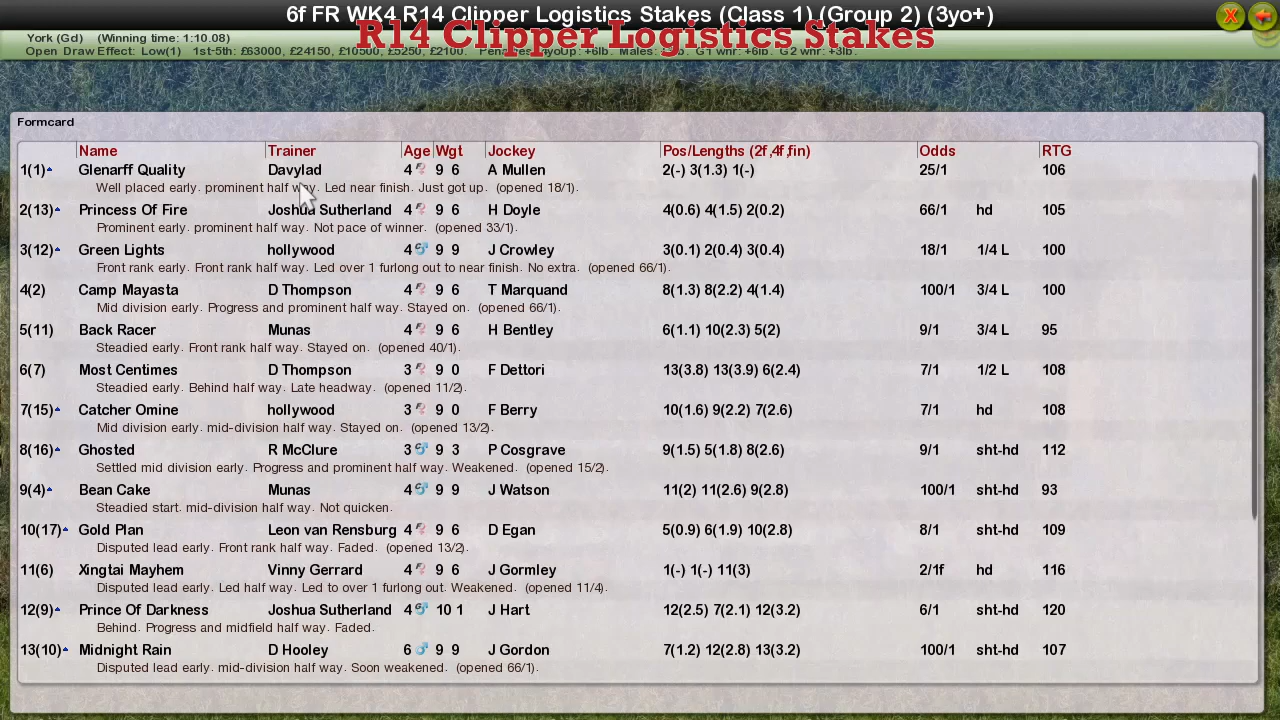 6f FR WK4 R14 Clipper Logistics Stakes (Class 1) (Group 2) (3yo+)
R14 Clipper Logistics Stakes
York (Gd) (Winning time: 1:10.08)
Open Draw Effect: Low(1) 1st-5th: £63000, £24150, £10500, £5250, £2100. +6lb. Males: G1 wnr: +6lb. G2 wnr: +3lb.
Formcard
Name Trainer Age Wgt Jockey Pos/Lengths (2f,4f,fin) Odds RTG
1(1) Glenarff Quality Davylad 4 9 6 A Mullen 2(-) 3(1.3) 1(-) 25/1 106
Well placed early. prominent half way. Led near finish. Just got up. (opened 18/1).
2(13) Princess Of Fire Joshua Sutherland 4 9 6 H Doyle 4(0.6) 4(1.5) 2(0.2) 66/1 hd 105
Prominent early. prominent half way. Not pace of winner. (opened 33/1).
3(12) Green Lights hollywood 4 9 9 J Crowley 3(0.1) 2(0.4) 3(0.4) 18/1 1/4 L 100
Front rank early. Front rank half way. Led over 1 furlong out to near finish. No extra. (opened 66/1).
4(2) Camp Mayasta D Thompson 4 9 6 T Marquand 8(1.3) 8(2.2) 4(1.4) 100/1 3/4 L 100
Mid division early. Progress and prominent half way. Stayed on. (opened 66/1).
5(11) Back Racer Munas 4 9 6 H Bentley 6(1.1) 10(2.3) 5(2) 9/1 3/4 L 95
Steadied early. Front rank half way. Stayed on. (opened 40/1).
6(7) Most Centimes D Thompson 3 9 0 F Dettori 13(3.8) 13(3.9) 6(2.4) 7/1 1/2 L 108
Steadied early. Behind half way. Late headway. (opened 11/2).
7(15) Catcher Omine hollywood 3 9 0 F Berry 10(1.6) 9(2.2) 7(2.6) 7/1 hd 108
Mid division early. mid-division half way. Stayed on. (opened 13/2).
8(16) Ghosted R McClure 3 9 3 P Cosgrave 9(1.5) 5(1.8) 8(2.6) 9/1 sht-hd 112
Settled mid division early. Progress and prominent half way. Weakened. (opened 15/2).
9(4) Bean Cake Munas 4 9 9 J Watson 11(2) 11(2.6) 9(2.8) 100/1 sht-hd 93
Steadied start. mid-division half way. Not quicken.
10(17) Gold Plan Leon van Rensburg 4 9 6 D Egan 5(0.9) 6(1.9) 10(2.8) 8/1 sht-hd 109
Disputed lead early. Front rank half way. Faded. (opened 13/2).
11(6) Xingtai Mayhem Vinny Gerrard 4 9 6 J Gormley 1(-) 1(-) 11(3) 2/1f hd 116
Disputed lead early. Led half way. Led to over 1 furlong out. Weakened. (opened 11/4).
12(9) Prince Of Darkness Joshua Sutherland 4 10 1 J Hart 12(2.5) 7(2.1) 12(3.2) 6/1 sht-hd 120
Behind. Progress and midfield half way. Faded.
13(10) Midnight Rain D Hooley 6 9 9 J Gordon 7(1.2) 12(2.8) 13(3.2) 100/1 sht-hd 107
Disputed lead early. mid-division half way. Soon weakened. (opened 66/1).